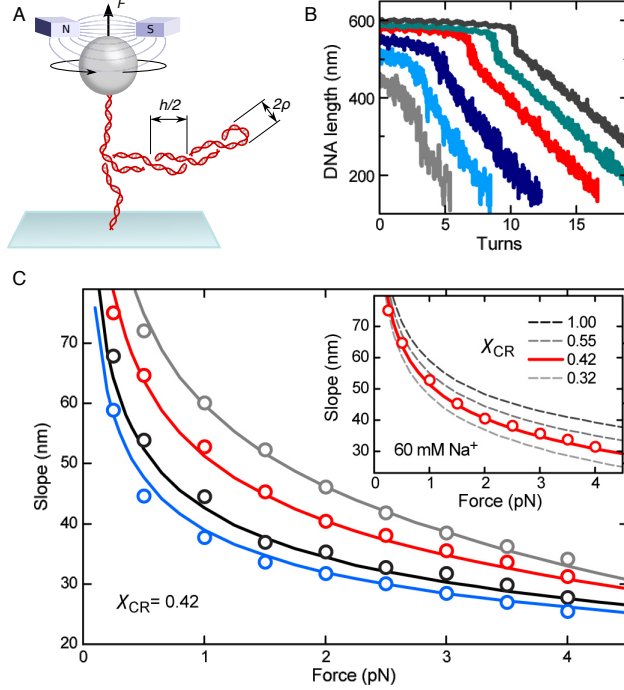 A
F
N
S
h/2
2ρ
B
DNA length (nm)
600
400
200
0
5
10
15
Turns
C
Slope (nm)
70
60
50
40
30
20
χCR= 0.42
0
1
2
3
4
Force (pN)
Slope (nm)
70
60
50
40
30
χCR
1.00
0.55
0.42
0.32
60 mM Na⁺
0
1
2
3
4
Force (pN)